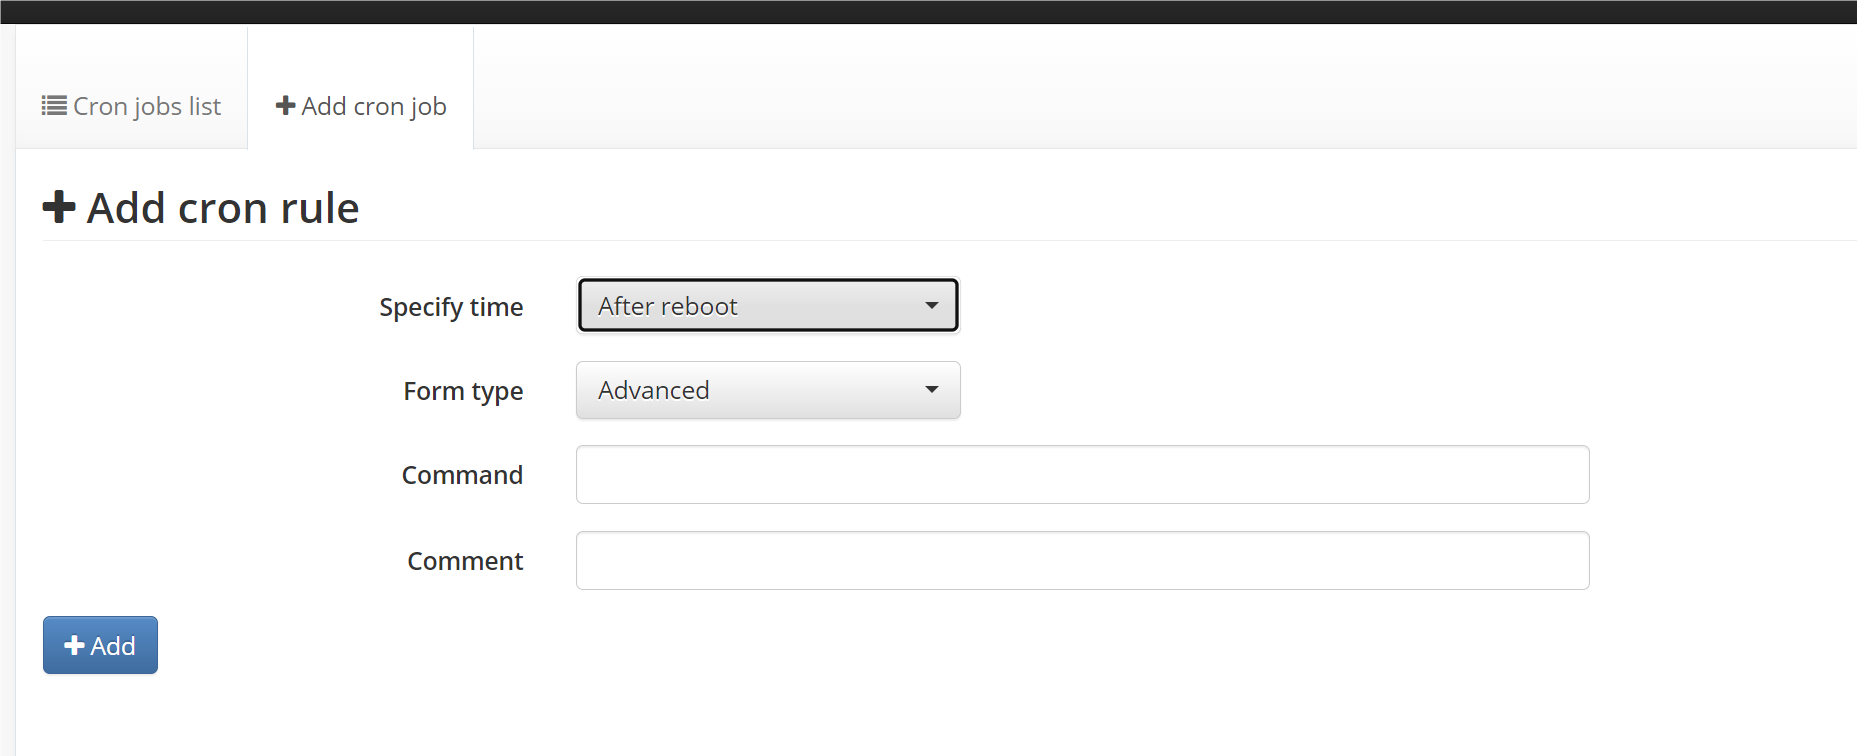 Cron jobs list
Add cron job
Add cron rule
Specify time After reboot
Form type Advanced
Command
Comment
Add